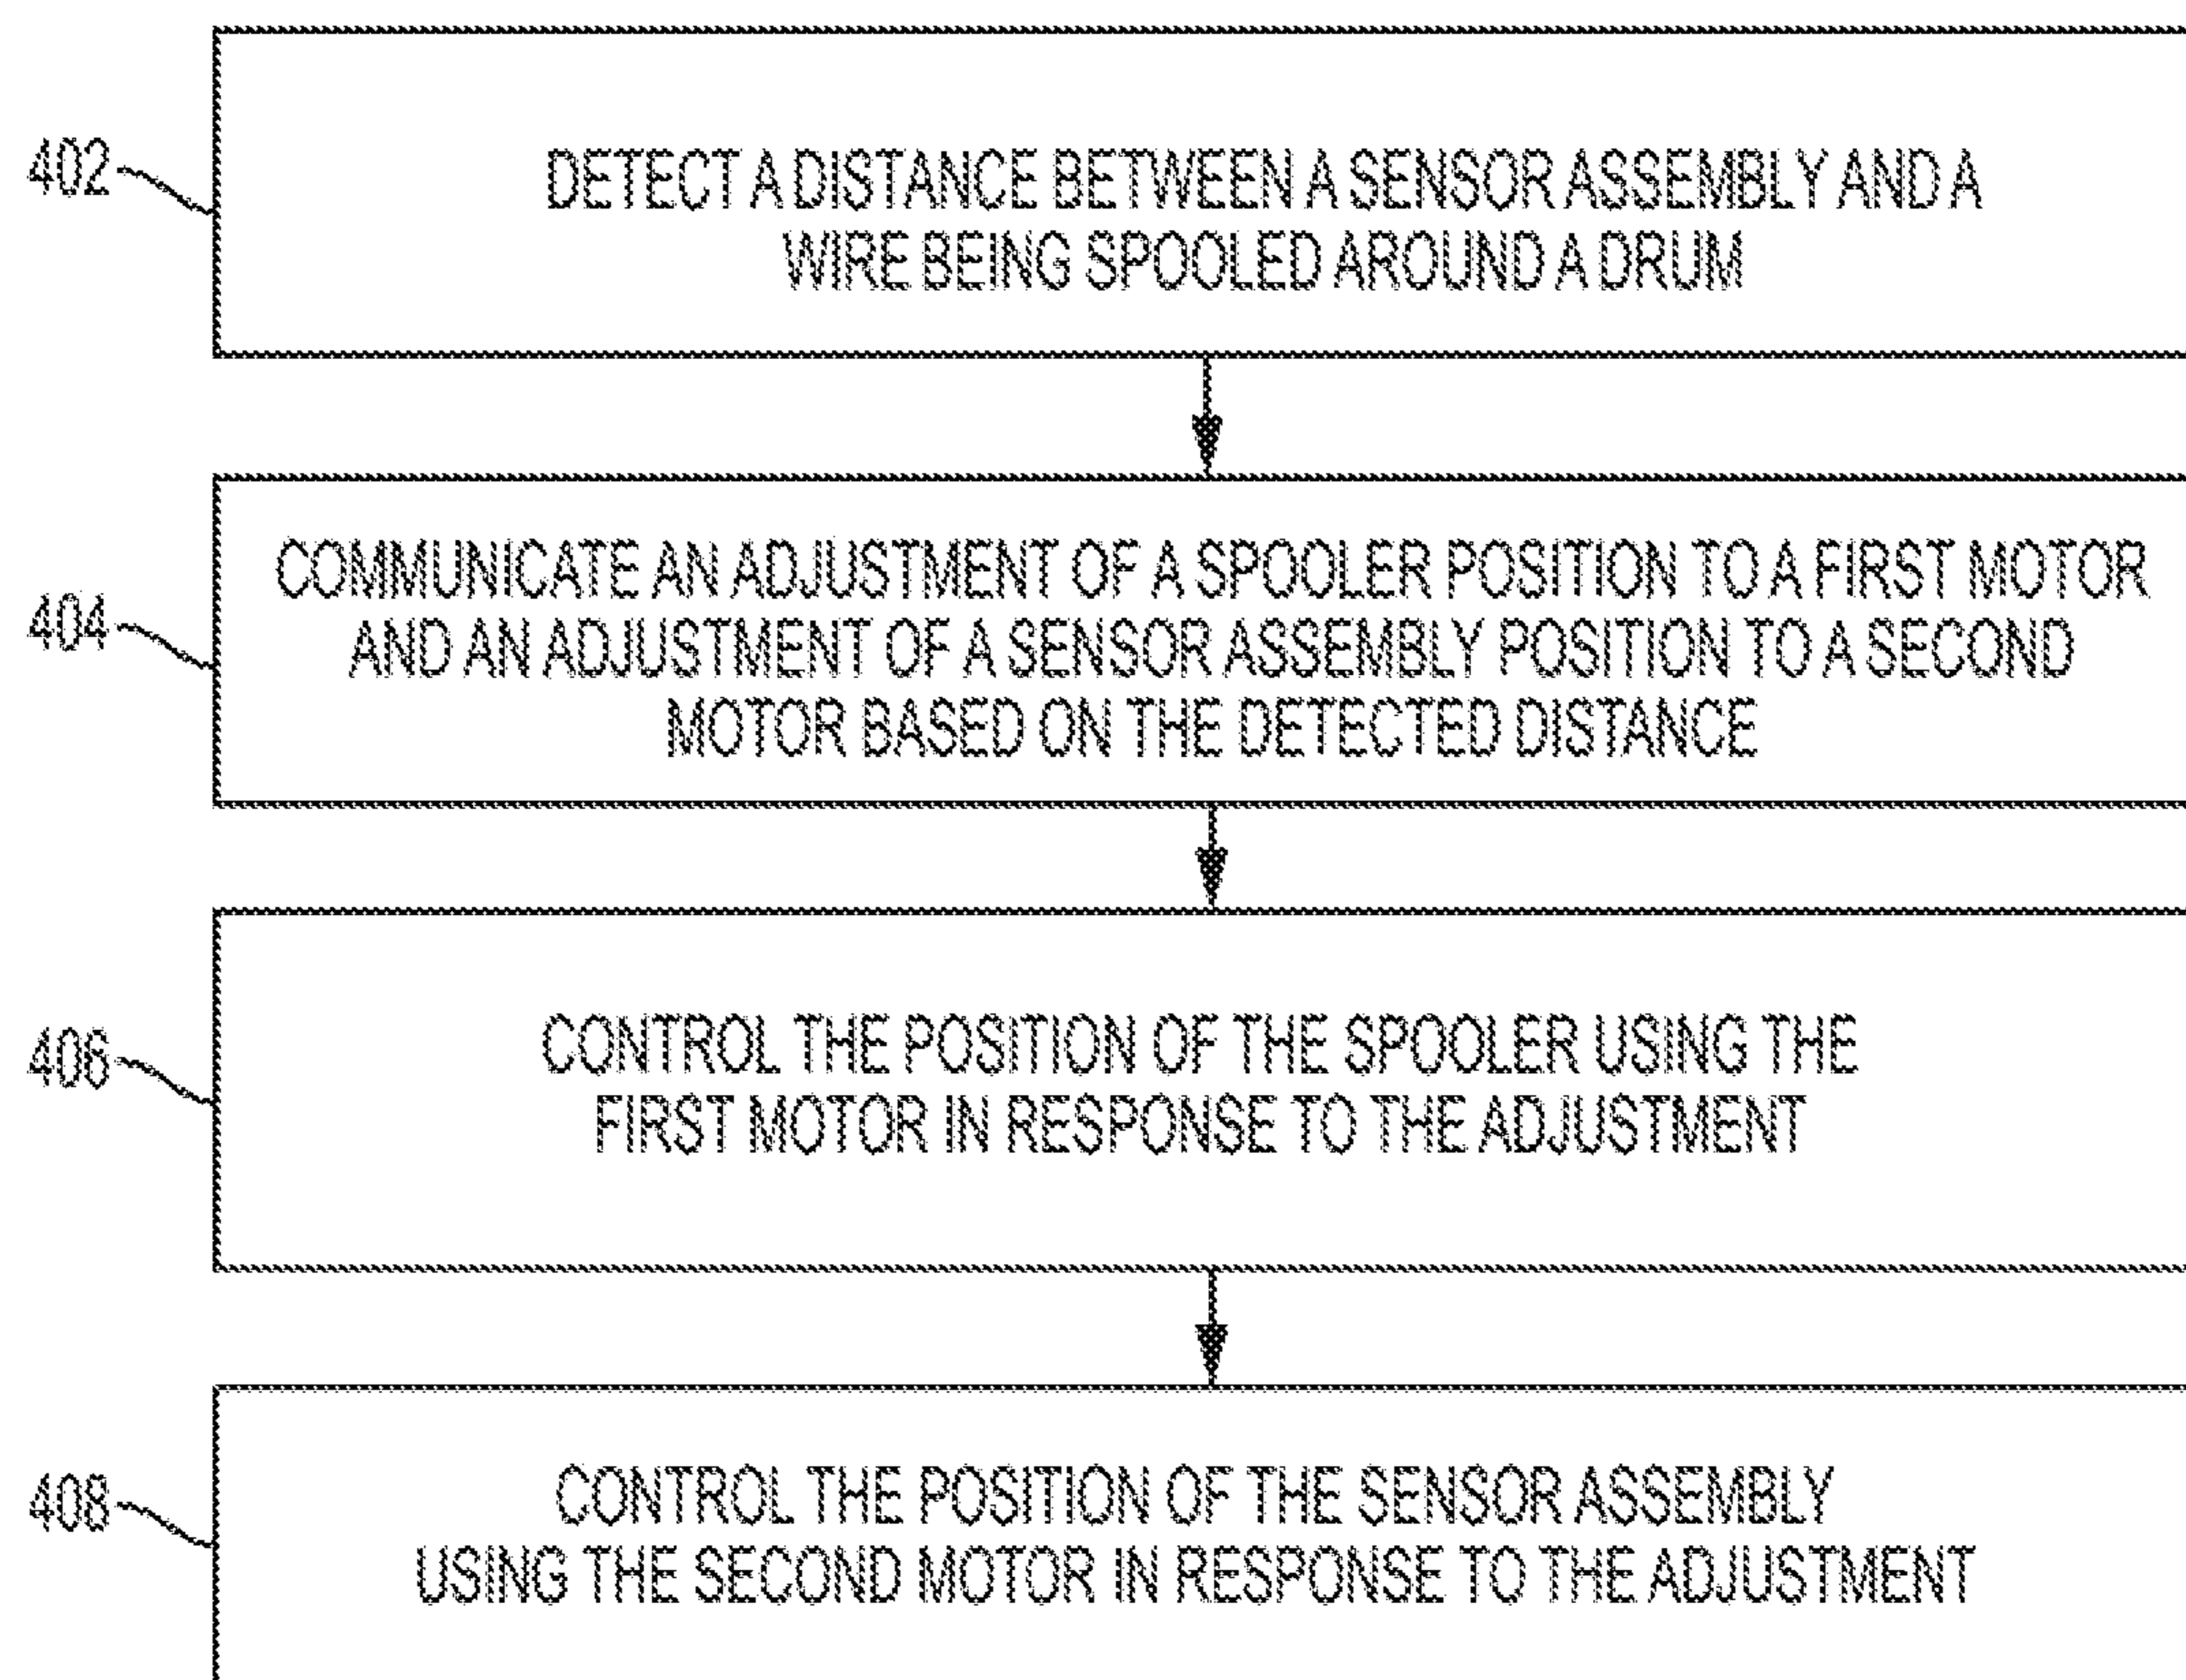 402
DETECT A DISTANCE BETWEEN A SENSOR ASSEMBLY AND A
WIRE BEING SPOOLED AROUND A DRUM
404
COMMUNICATE AN ADJUSTMENT OF A SPOOLER POSITION TO A FIRST MOTOR
AND AN ADJUSTMENT OF A SENSOR ASSEMBLY POSITION TO A SECOND
MOTOR BASED ON THE DETECTED DISTANCE
406
CONTROL THE POSITION OF THE SPOOLER USING THE
FIRST MOTOR IN RESPONSE TO THE ADJUSTMENT
408
CONTROL THE POSITION OF THE SENSOR ASSEMBLY
USING THE SECOND MOTOR IN RESPONSE TO THE ADJUSTMENT